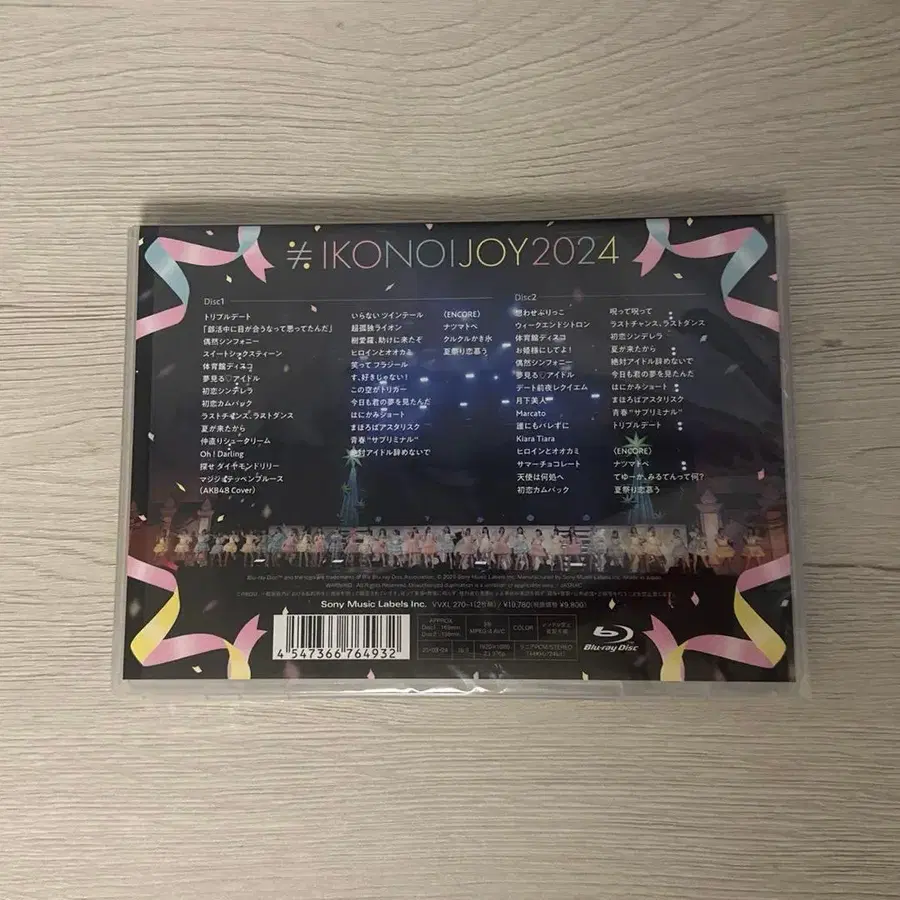 IKONOIJOY2024
Disc1
トリプルデート
「部活中に目が合うなって思ってたんだ」
偶然シンフォニー
スイートジャスティーン
体育館ディスコ
夢見る♡アイドル
初恋シンデレラ
初恋カムバック
ラストチャンス、ラストダンス
夏が来たから
仲直りシュークリーム
Oh ! Darling
探せ ダイヤモンドリリー
マジジョテッペンブルース
(AKB48 Cover)
いらないツインテール
超孤独ライオン
樹愛羅、助けに来たぞ
ヒロインとオオカミ
笑って フラジール
す、好きじゃない!
この空がトリガー
今日も君の夢を見たんだ
はにかみショート
まほろばアスタリスク
青春“サブリミナル”
絶対アイドル辞めないで
〈ENCORE〉
ナツマトペ
クルクルかき氷
夏祭り恋慕う
Disc2
想わせぶりっこ
ウィークエンドシトロン
体育館ディスコ
お姫様にしてよ!
偶然シンフォニー
夢見る♡アイドル
デート前夜レクイエム
月下美人
Marcato
誰にもバレずに
Kiara Tiara
ヒロインとオオカミ
サマーチョコレート
天使は何処へ
初恋カムバック
呪って呪って
ラストチャンス、ラストダンス
初恋シンデレラ
夏が来たから
絶対アイドル辞めないで
今日も君の夢を見たんだ
はにかみショート
まほろばアスタリスク
青春“サブリミナル”
トリプルデート
〈ENCORE〉
ナツマトペ
てゆーか、みるてんって何?
夏祭り恋慕う
Sony Music Labels Inc. VVXL 270~1(2枚組) / ¥10,780(税抜価格 ¥9,800)
4 547366 764932
COLOR
MPEG-4 AVC
Blu-ray Disc